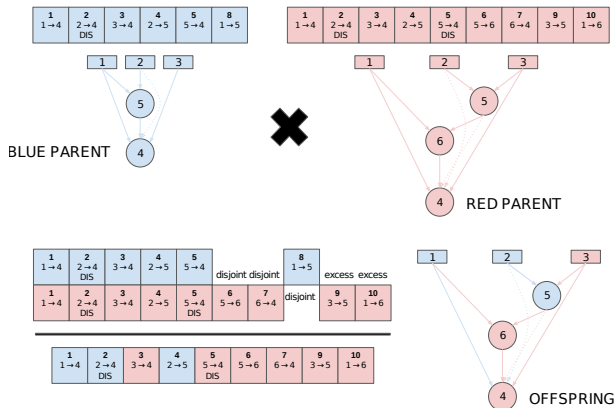 1 2 3 4 5 8
1→4 2→4 3→4 2→5 5→4 1→5
DIS
1 2 3 4 5 6 7 9 10
1→4 2→4 3→4 2→5 5→4 5→6 6→4 3→5 1→6
DIS DIS
1 2 3
5
4
BLUE PARENT
1 2 3
5
6
4
RED PARENT
1 2 3 4 5 8
1→4 2→4 3→4 2→5 5→4 disjoint disjoint 1→5 excess excess
DIS
1 2 3 4 5 6 7 disjoint 9 10
1→4 2→4 3→4 2→5 5→4 5→6 6→4 3→5 1→6
DIS DIS
1 2 3 4 5 6 7 9 10
1→4 2→4 3→4 2→5 5→4 5→6 6→4 3→5 1→6
DIS DIS
1 2 3
5
6
4
OFFSPRING